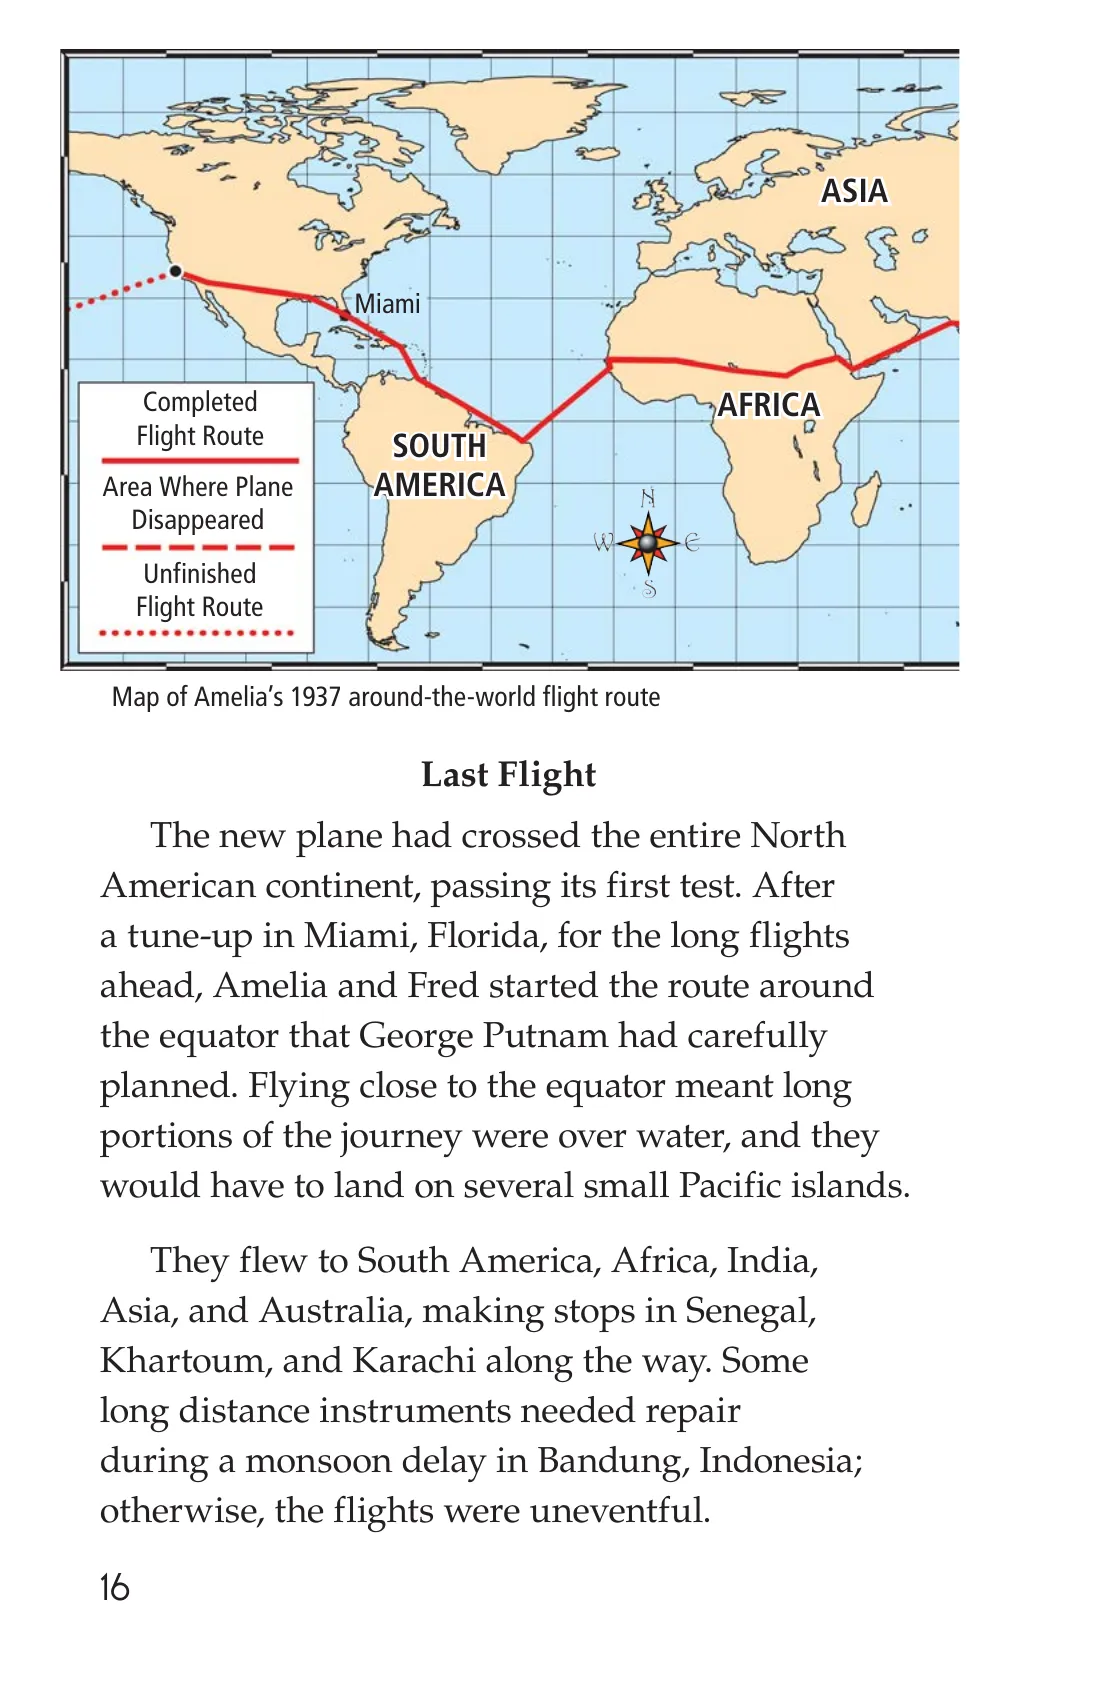 ASIA
Miami
AFRICA
SOUTH
AMERICA
Completed
Flight Route
Area Where Plane
Disappeared
Unfinished
Flight Route
N
W
E
S
Map of Amelia’s 1937 around-the-world flight route
Last Flight
The new plane had crossed the entire North
American continent, passing its first test. After
a tune-up in Miami, Florida, for the long flights
ahead, Amelia and Fred started the route around
the equator that George Putnam had carefully
planned. Flying close to the equator meant long
portions of the journey were over water, and they
would have to land on several small Pacific islands.
They flew to South America, Africa, India,
Asia, and Australia, making stops in Senegal,
Khartoum, and Karachi along the way. Some
long distance instruments needed repair
during a monsoon delay in Bandung, Indonesia;
otherwise, the flights were uneventful.
16